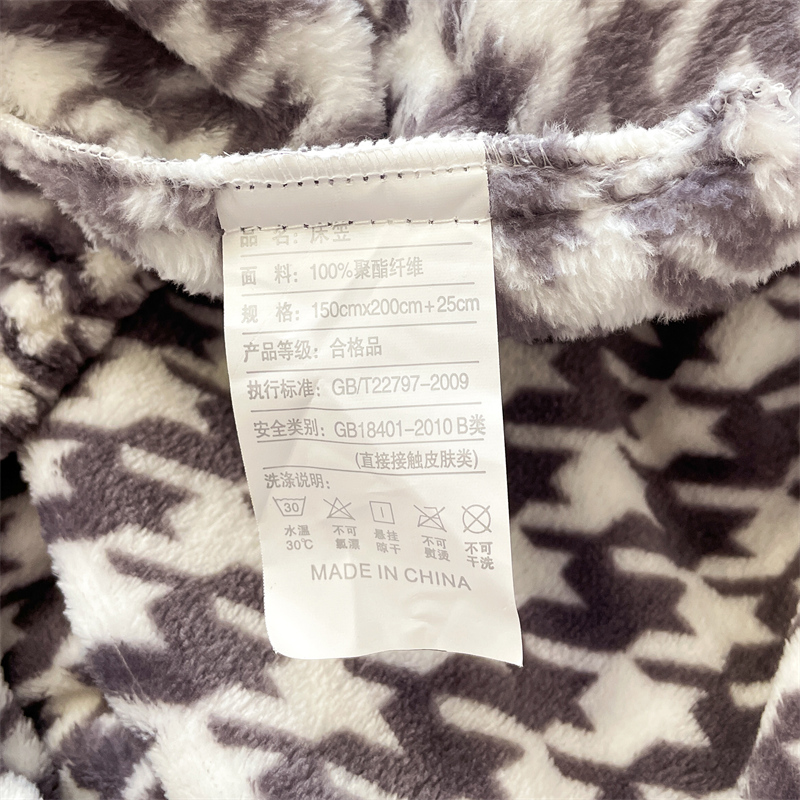 品 名：床笠
面 料：100%聚酯纤维
规 格：150cmx200cm+25cm
产品等级：合格品
执行标准：GB/T22797-2009
安全类别：GB18401-2010 B类
(直接接触皮肤类)
洗涤说明：
30
水温 30℃ 不可氯漂 悬挂晾干 不可熨烫 不可干洗
MADE IN CHINA